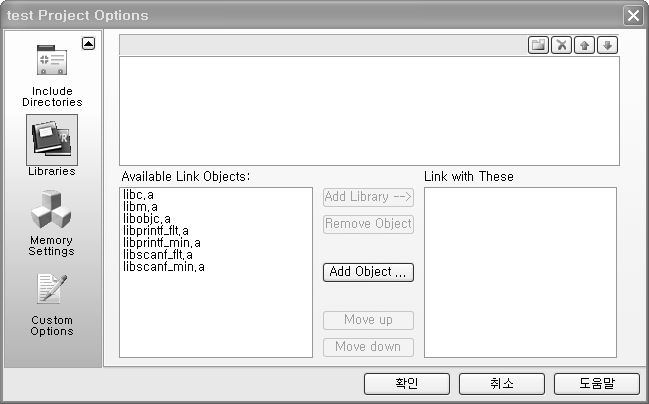 test Project Options
Include
Directories
Libraries
Memory
Settings
Custom
Options
Available Link Objects:
libc.a
libm.a
libobjc.a
libprintf_flt.a
libprintf_min.a
libscanf_flt.a
libscanf_min.a
Add Library -->
Remove Object
Add Object ...
Move up
Move down
Link with These
확인
취소
도움말